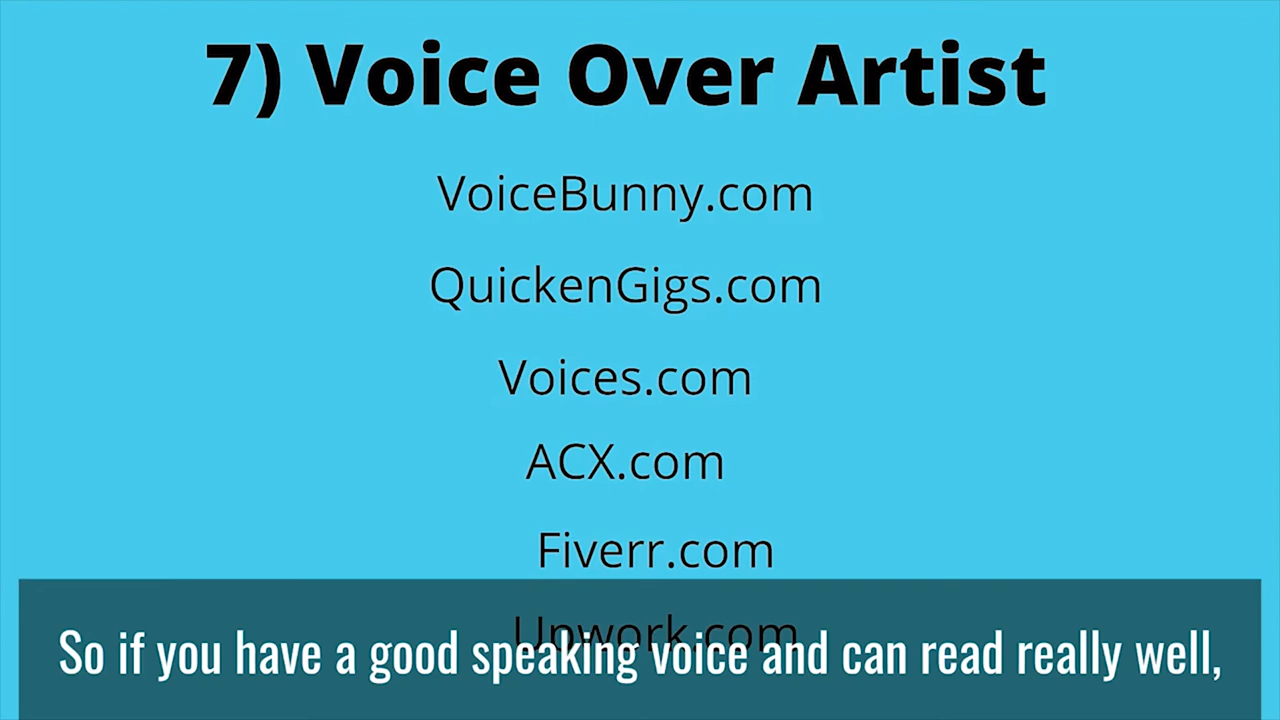 7) Voice Over Artist
VoiceBunny.com
QuickenGigs.com
Voices.com
ACX.com
Fiverr.com
Upwork.com
So if you have a good speaking voice and can read really well,